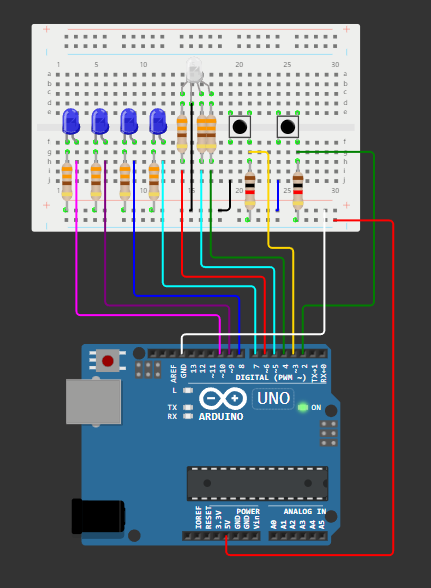 1 5 10 15 20 25 30
a a
b b
c c
d d
e e
f f
g g
h h
i i
j j
1 5 10 15 20 25 30
AREF
GND
13
12
~11
~10
~9
8
7
~6
~5
4
~3
2
TX→1
RX←0
DIGITAL (PWM ~)
L
UNO
TX
RX
ARDUINO
ON
IOREF
RESET
3.3V
5V
GND
GND
Vin
POWER
ANALOG IN
A0
A1
A2
A3
A4
A5